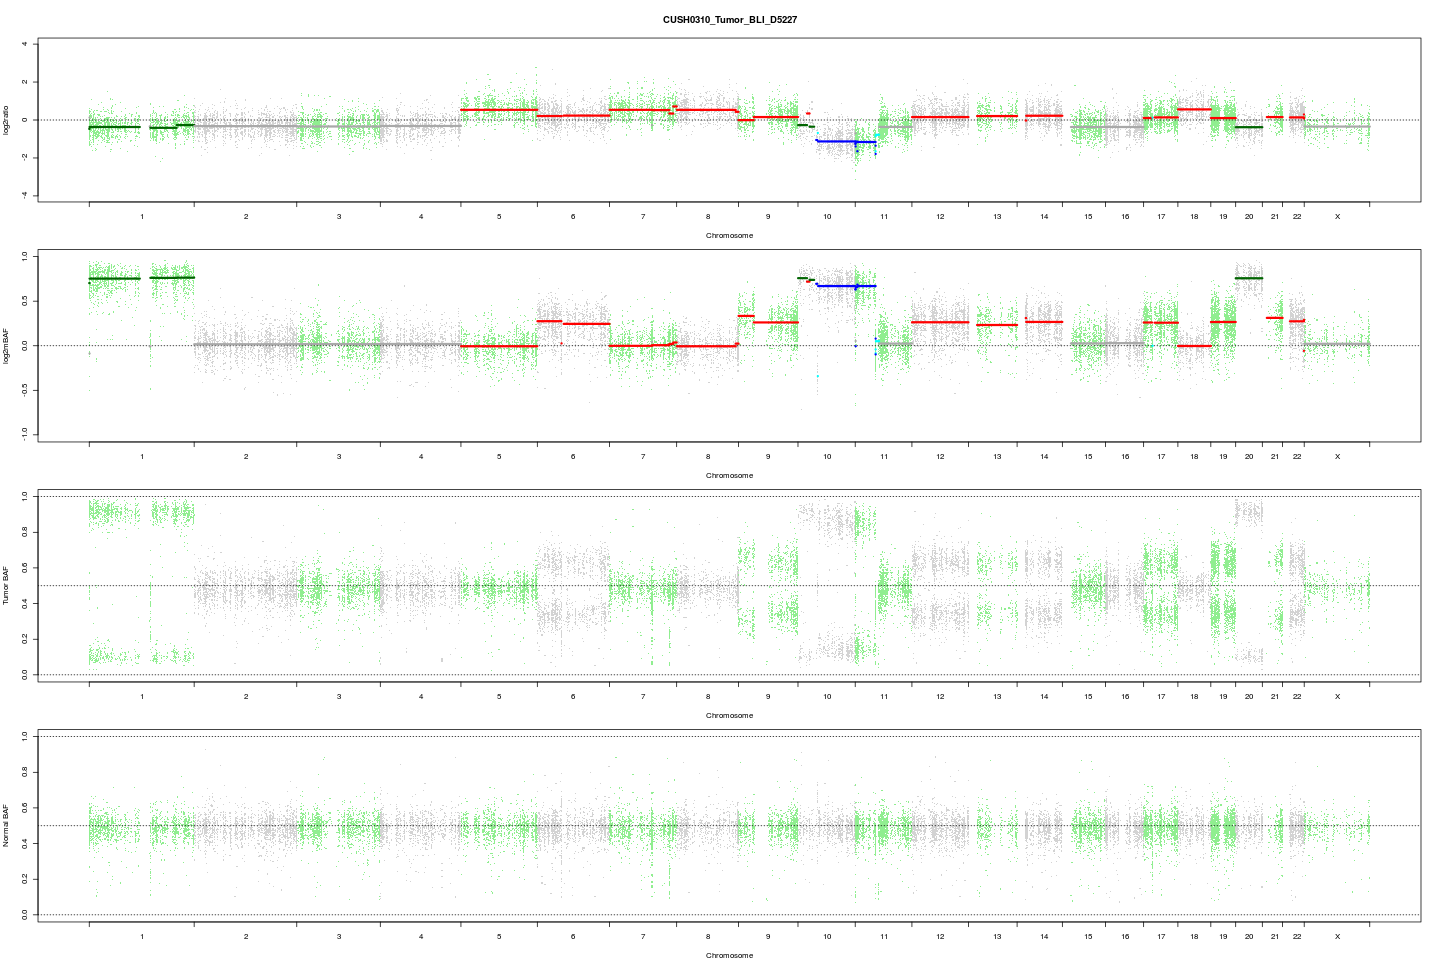 CUSH0310_Tumor_BLI_D5227
log2ratio
4
2
0
-2
-4
1 2 3 4 5 6 7 8 9 10 11 12 13 14 15 16 17 18 19 20 21 22 X
Chromosome
log2mBAF
1.0
0.5
0.0
-0.5
-1.0
1 2 3 4 5 6 7 8 9 10 11 12 13 14 15 16 17 18 19 20 21 22 X
Chromosome
Tumor BAF
1.0
0.8
0.6
0.4
0.2
0.0
1 2 3 4 5 6 7 8 9 10 11 12 13 14 15 16 17 18 19 20 21 22 X
Chromosome
Normal BAF
1.0
0.8
0.6
0.4
0.2
0.0
1 2 3 4 5 6 7 8 9 10 11 12 13 14 15 16 17 18 19 20 21 22 X
Chromosome